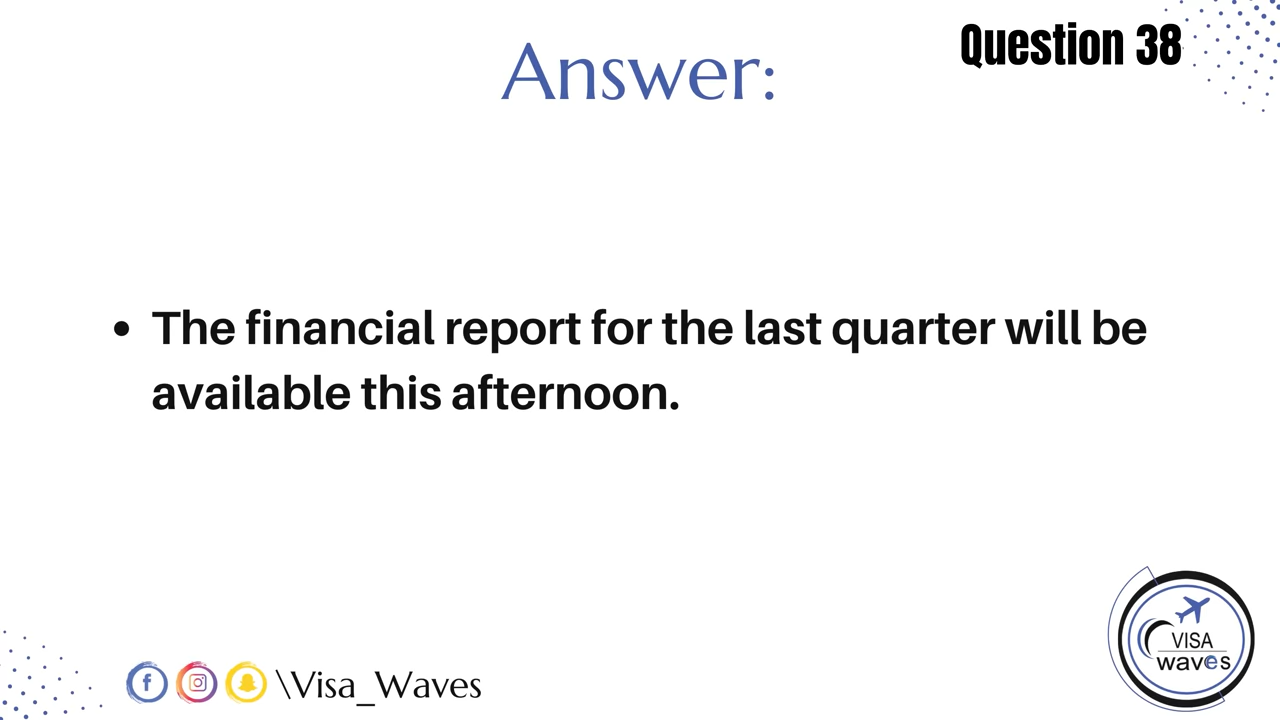 Question 38
Answer:
• The financial report for the last quarter will be
available this afternoon.
\Visa_Waves
VISA
waves